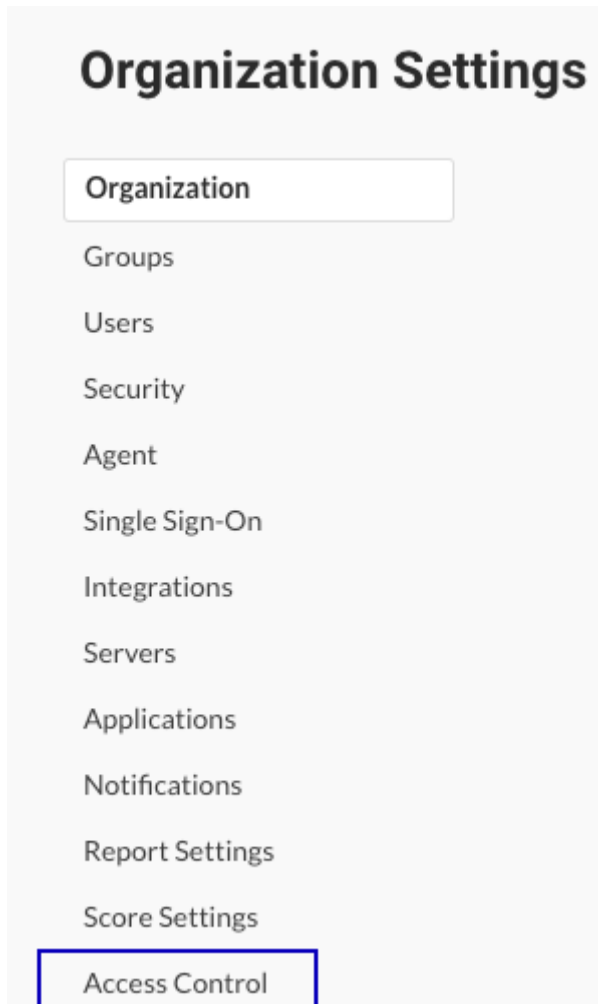 Organization Settings
Organization
Groups
Users
Security
Agent
Single Sign-On
Integrations
Servers
Applications
Notifications
Report Settings
Score Settings
Access Control